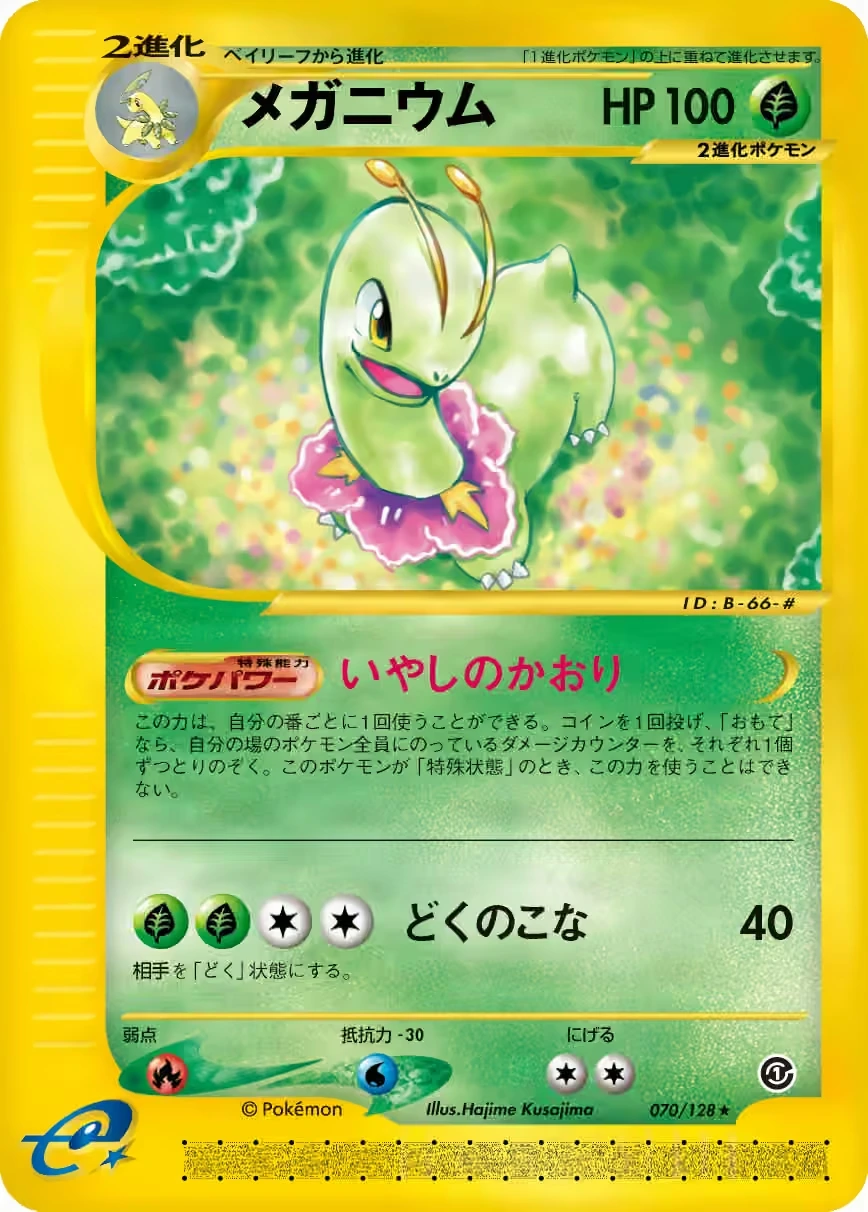 2進化
ベイリーフから進化
「1進化ポケモン」の上に重ねて進化させます。
メガニウム
HP 100
2進化ポケモン
ID : B-66-#
特殊能力
ポケパワー
いやしのかおり
この力は、自分の番ごとに1回使うことができる。コインを1回投げ、「おもて」
なら、自分の場のポケモン全員にのっているダメージカウンターを、それぞれ1個
ずつとりのぞく。このポケモンが「特殊状態」のとき、この力を使うことはでき
ない。
どくのこな
40
相手を「どく」状態にする。
弱点
抵抗力 -30
にげる
1
© Pokémon
Illus.Hajime Kusajima
070/128★
e